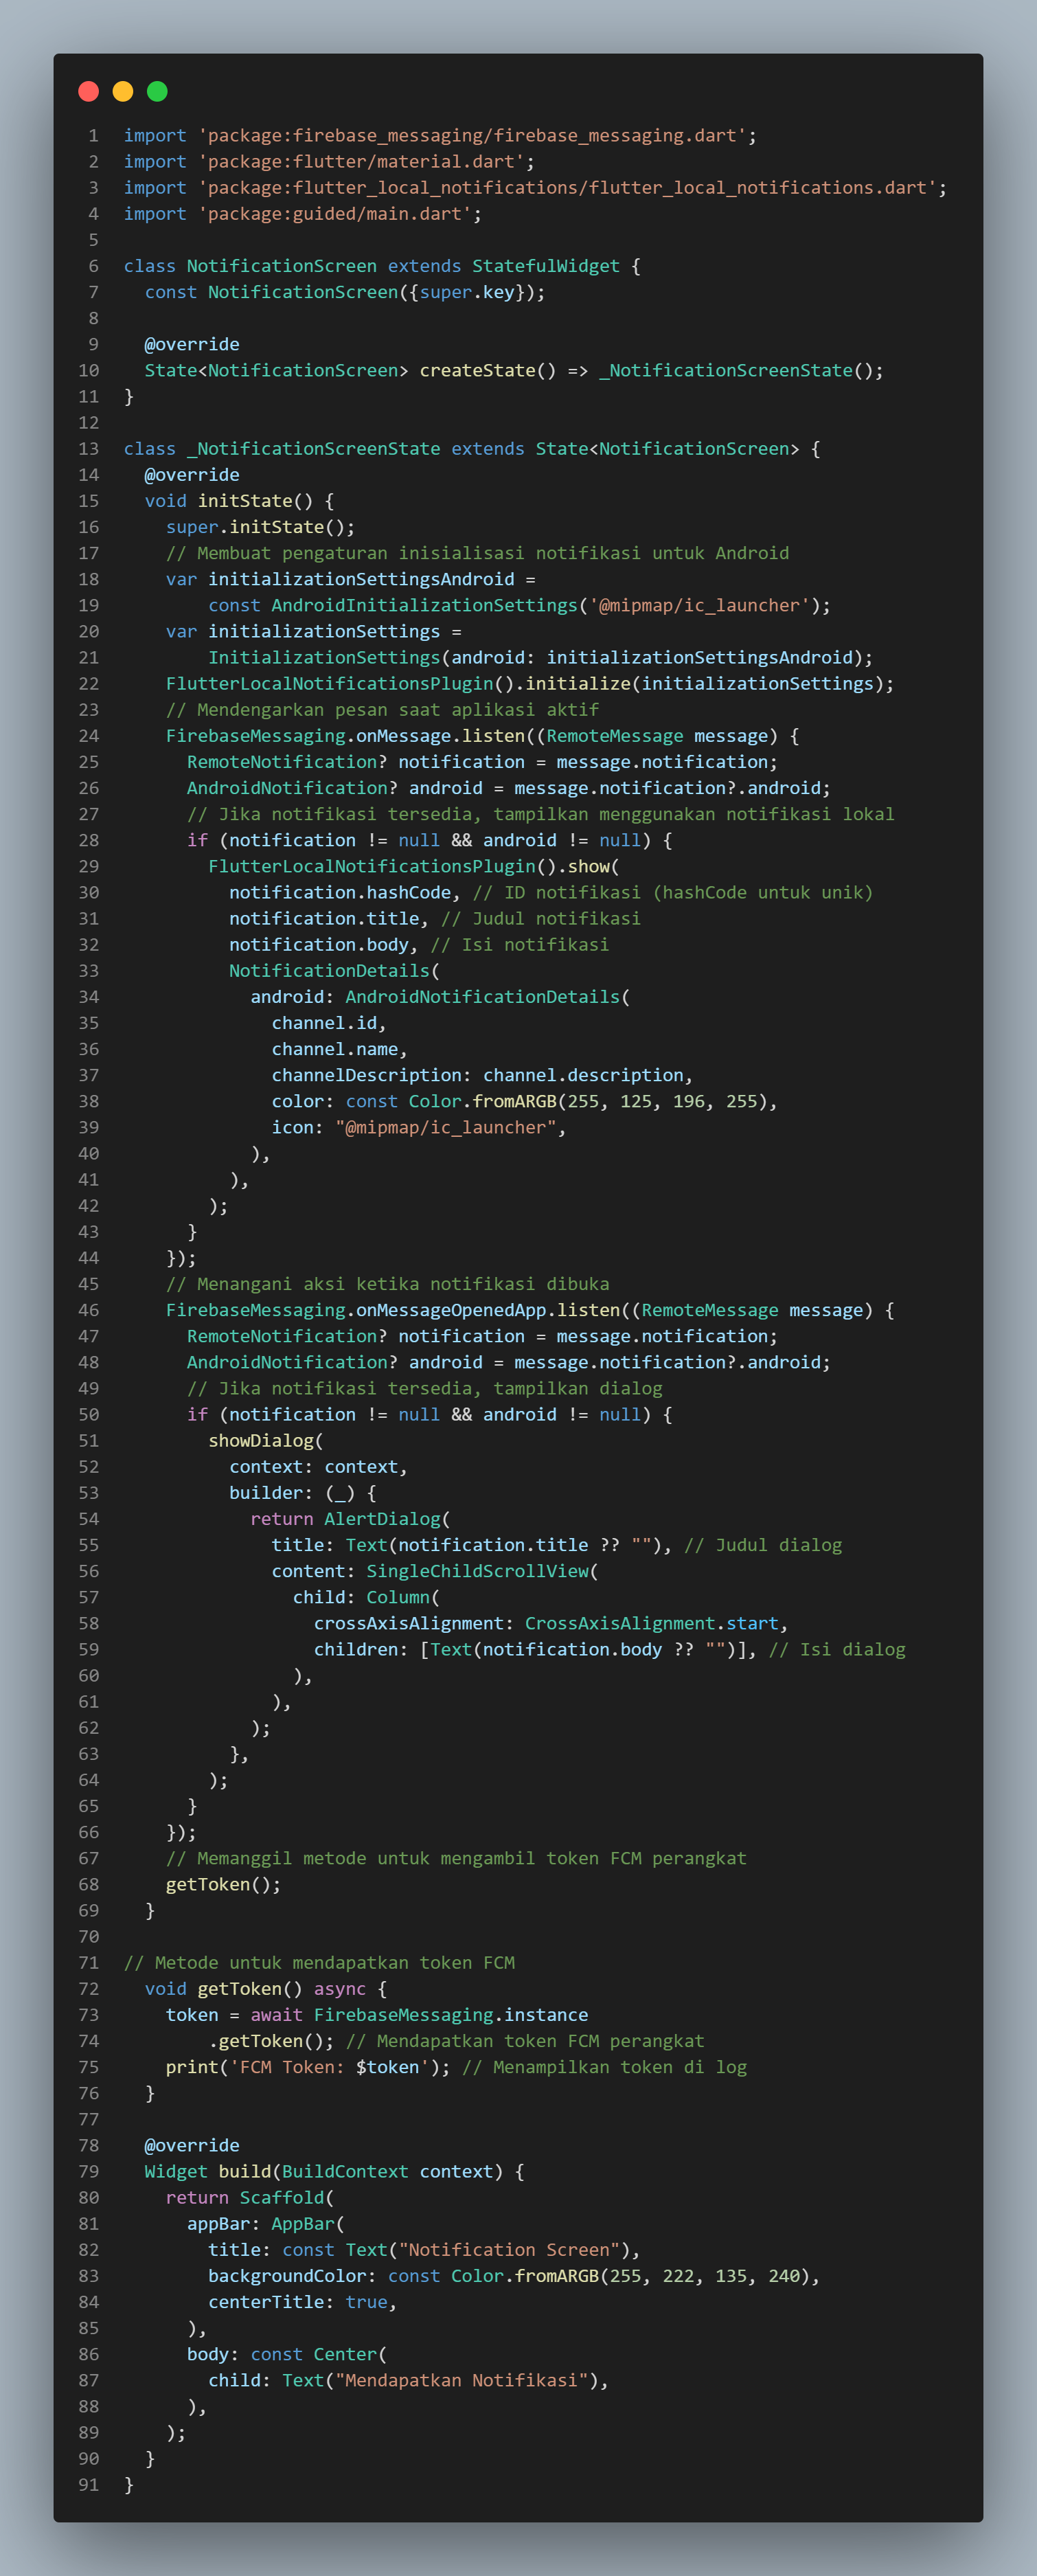 1 import 'package:firebase_messaging/firebase_messaging.dart';
2 import 'package:flutter/material.dart';
3 import 'package:flutter_local_notifications/flutter_local_notifications.dart';
4 import 'package:guided/main.dart';
5
6 class NotificationScreen extends StatefulWidget {
7   const NotificationScreen({super.key});
8
9   @override
10   State<NotificationScreen> createState() => _NotificationScreenState();
11 }
12
13 class _NotificationScreenState extends State<NotificationScreen> {
14   @override
15   void initState() {
16     super.initState();
17     // Membuat pengaturan inisialisasi notifikasi untuk Android
18     var initializationSettingsAndroid =
19         const AndroidInitializationSettings('@mipmap/ic_launcher');
20     var initializationSettings =
21         InitializationSettings(android: initializationSettingsAndroid);
22     FlutterLocalNotificationsPlugin().initialize(initializationSettings);
23     // Mendengarkan pesan saat aplikasi aktif
24     FirebaseMessaging.onMessage.listen((RemoteMessage message) {
25       RemoteNotification? notification = message.notification;
26       AndroidNotification? android = message.notification?.android;
27       // Jika notifikasi tersedia, tampilkan menggunakan notifikasi lokal
28       if (notification != null && android != null) {
29         FlutterLocalNotificationsPlugin().show(
30           notification.hashCode, // ID notifikasi (hashCode untuk unik)
31           notification.title, // Judul notifikasi
32           notification.body, // Isi notifikasi
33           NotificationDetails(
34             android: AndroidNotificationDetails(
35               channel.id,
36               channel.name,
37               channelDescription: channel.description,
38               color: const Color.fromARGB(255, 125, 196, 255),
39               icon: "@mipmap/ic_launcher",
40             ),
41           ),
42         );
43       }
44     });
45     // Menangani aksi ketika notifikasi dibuka
46     FirebaseMessaging.onMessageOpenedApp.listen((RemoteMessage message) {
47       RemoteNotification? notification = message.notification;
48       AndroidNotification? android = message.notification?.android;
49       // Jika notifikasi tersedia, tampilkan dialog
50       if (notification != null && android != null) {
51         showDialog(
52           context: context,
53           builder: (_) {
54             return AlertDialog(
55               title: Text(notification.title ?? ""), // Judul dialog
56               content: SingleChildScrollView(
57                 child: Column(
58                   crossAxisAlignment: CrossAxisAlignment.start,
59                   children: [Text(notification.body ?? "")], // Isi dialog
60                 ),
61               ),
62             );
63           },
64         );
65       }
66     });
67     // Memanggil metode untuk mengambil token FCM perangkat
68     getToken();
69   }
70
71 // Metode untuk mendapatkan token FCM
72   void getToken() async {
73     token = await FirebaseMessaging.instance
74         .getToken(); // Mendapatkan token FCM perangkat
75     print('FCM Token: $token'); // Menampilkan token di log
76   }
77
78   @override
79   Widget build(BuildContext context) {
80     return Scaffold(
81       appBar: AppBar(
82         title: const Text("Notification Screen"),
83         backgroundColor: const Color.fromARGB(255, 222, 135, 240),
84         centerTitle: true,
85       ),
86       body: const Center(
87         child: Text("Mendapatkan Notifikasi"),
88       ),
89     );
90   }
91 }